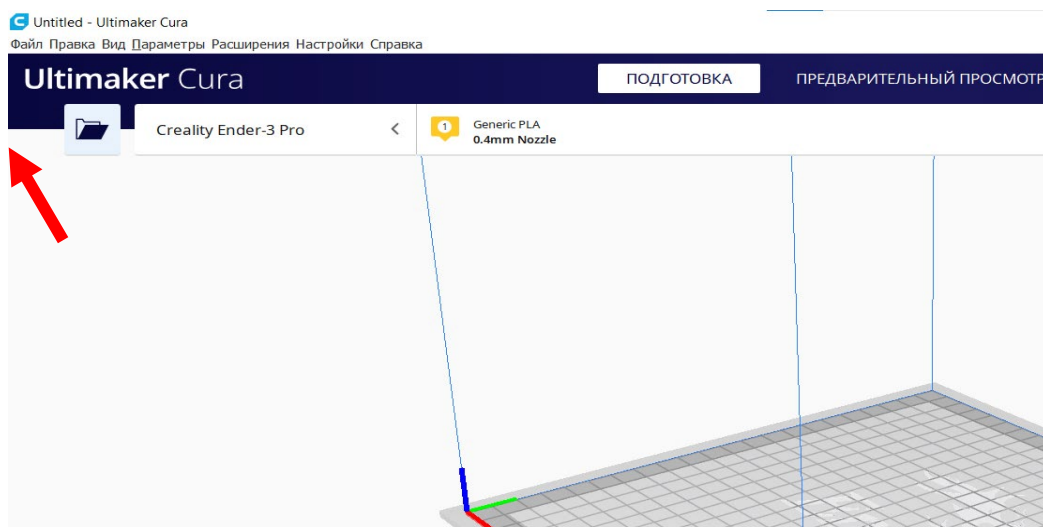 Untitled - Ultimaker Cura
Файл Правка Вид Параметры Расширения Настройки Справка
Ultimaker Cura
ПОДГОТОВКА
ПРЕДВАРИТЕЛЬНЫЙ ПРОСМОТР
Creality Ender-3 Pro
1
Generic PLA
0.4mm Nozzle